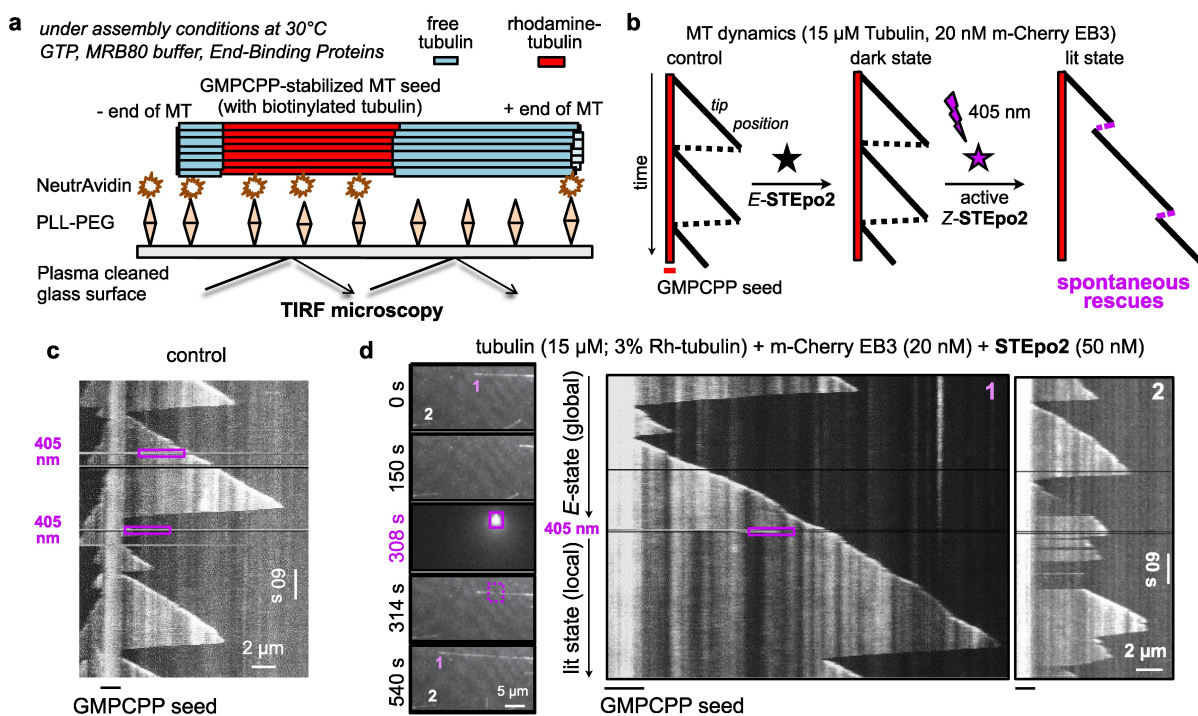 a
under assembly conditions at 30°C
GTP, MRB80 buffer, End-Binding Proteins
free
tubulin
rhodamine-
tubulin
GMPCPP-stabilized MT seed
(with biotinylated tubulin)
- end of MT
+ end of MT
NeutrAvidin
PLL-PEG
Plasma cleaned
glass surface
TIRF microscopy
b
MT dynamics (15 µM Tubulin, 20 nM m-Cherry EB3)
control
dark state
lit state
time
tip
position
E-STEpo2
405 nm
active
Z-STEpo2
GMPCPP seed
spontaneous
rescues
c
control
405
nm
405
nm
60 s
2 µm
GMPCPP seed
d
tubulin (15 µM; 3% Rh-tubulin) + m-Cherry EB3 (20 nM) + STEpo2 (50 nM)
0 s
1
2
150 s
308 s
314 s
540 s
1
2
5 µm
E-state (global)
405 nm
lit state (local)
1
GMPCPP seed
2
60 s
2 µm